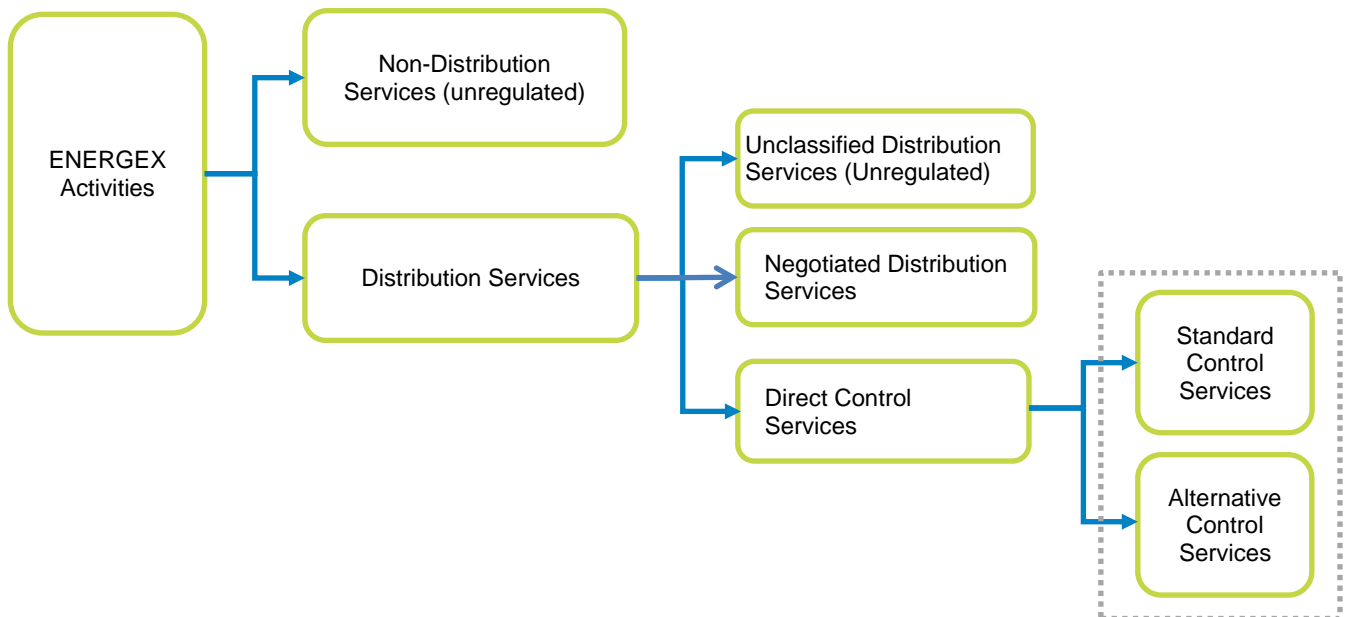 ENERGEX
Activities
Non-Distribution
Services (unregulated)
Distribution Services
Unclassified Distribution
Services (Unregulated)
Negotiated Distribution
Services
Direct Control
Services
Standard
Control
Services
Alternative
Control
Services